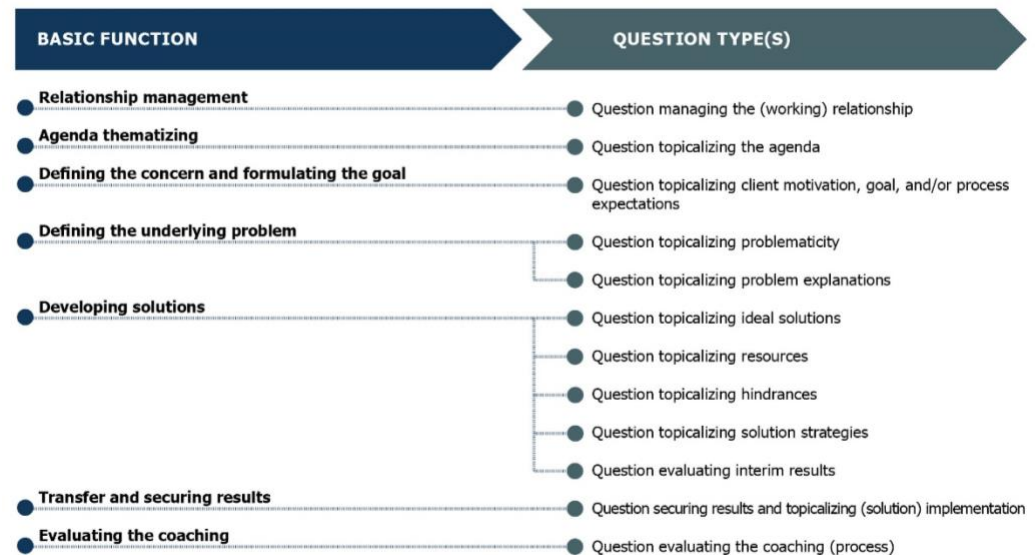 BASIC FUNCTION
QUESTION TYPE(S)
Relationship management
Question managing the (working) relationship
Agenda thematizing
Question topicalizing the agenda
Defining the concern and formulating the goal
Question topicalizing client motivation, goal, and/or process
expectations
Defining the underlying problem
Question topicalizing problematicity
Question topicalizing problem explanations
Developing solutions
Question topicalizing ideal solutions
Question topicalizing resources
Question topicalizing hindrances
Question topicalizing solution strategies
Question evaluating interim results
Transfer and securing results
Question securing results and topicalizing (solution) implementation
Evaluating the coaching
Question evaluating the coaching (process)